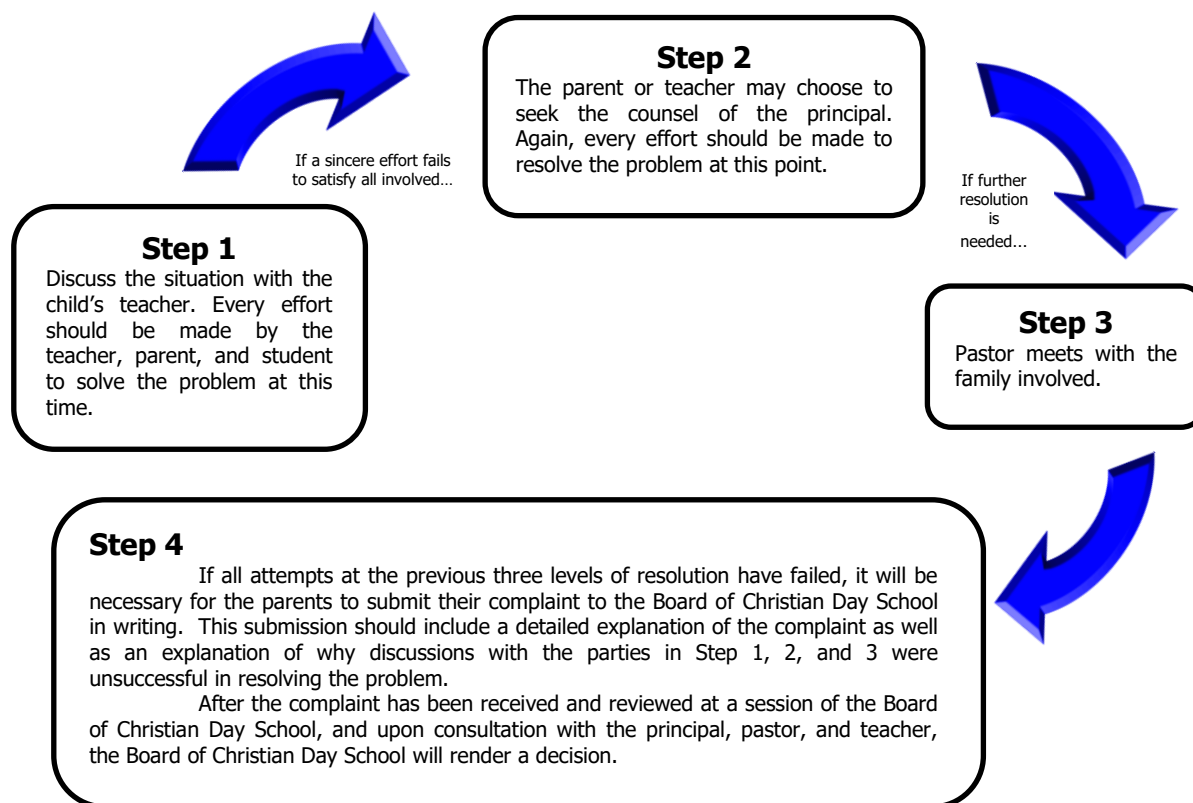 Step 1
Discuss the situation with the
child’s teacher. Every effort
should be made by the
teacher, parent, and student
to solve the problem at this
time.
If a sincere effort fails
to satisfy all involved…
Step 2
The parent or teacher may choose to
seek the counsel of the principal.
Again, every effort should be made to
resolve the problem at this point.
If further
resolution
is
needed…
Step 3
Pastor meets with the
family involved.
Step 4
If all attempts at the previous three levels of resolution have failed, it will be
necessary for the parents to submit their complaint to the Board of Christian Day School
in writing.  This submission should include a detailed explanation of the complaint as well
as an explanation of why discussions with the parties in Step 1, 2, and 3 were
unsuccessful in resolving the problem.
After the complaint has been received and reviewed at a session of the Board
of Christian Day School, and upon consultation with the principal, pastor, and teacher,
the Board of Christian Day School will render a decision.